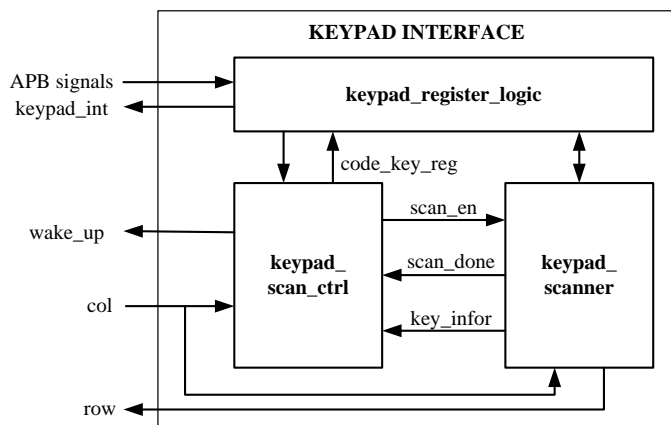 KEYPAD INTERFACE
APB signals
keypad_int
keypad_register_logic
code_key_reg
wake_up
col
row
keypad_
scan_ctrl
scan_en
scan_done
key_infor
keypad_
scanner